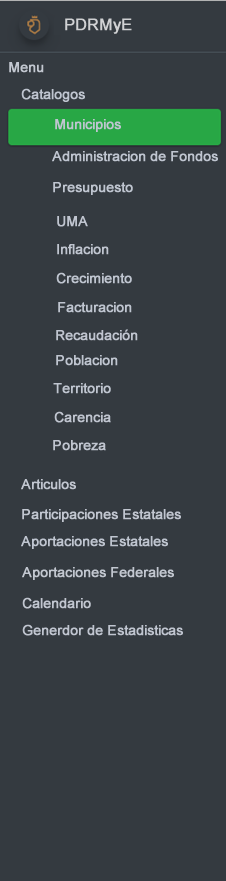 PDRMyE
Menu
Catalogos
Municipios
Administracion de Fondos
Presupuesto
UMA
Inflacion
Crecimiento
Facturacion
Recaudación
Poblacion
Territorio
Carencia
Pobreza
Articulos
Participaciones Estatales
Aportaciones Estatales
Aportaciones Federales
Calendario
Generdor de Estadisticas